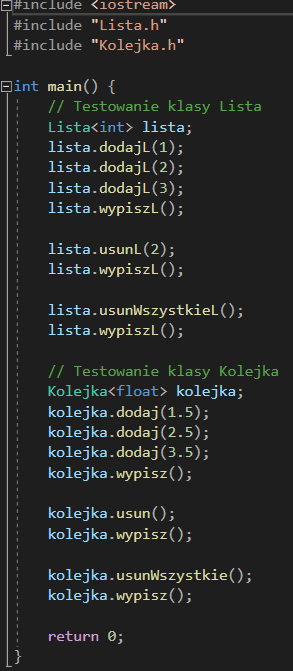 #include <iostream>
#include "Lista.h"
#include "Kolejka.h"
int main() {
// Testowanie klasy Lista
Lista<int> lista;
lista.dodajL(1);
lista.dodajL(2);
lista.dodajL(3);
lista.wypiszL();
lista.usunL(2);
lista.wypiszL();
lista.usunWszystkieL();
lista.wypiszL();
// Testowanie klasy Kolejka
Kolejka<float> kolejka;
kolejka.dodaj(1.5);
kolejka.dodaj(2.5);
kolejka.dodaj(3.5);
kolejka.wypisz();
kolejka.usun();
kolejka.wypisz();
kolejka.usunWszystkie();
kolejka.wypisz();
return 0;
}